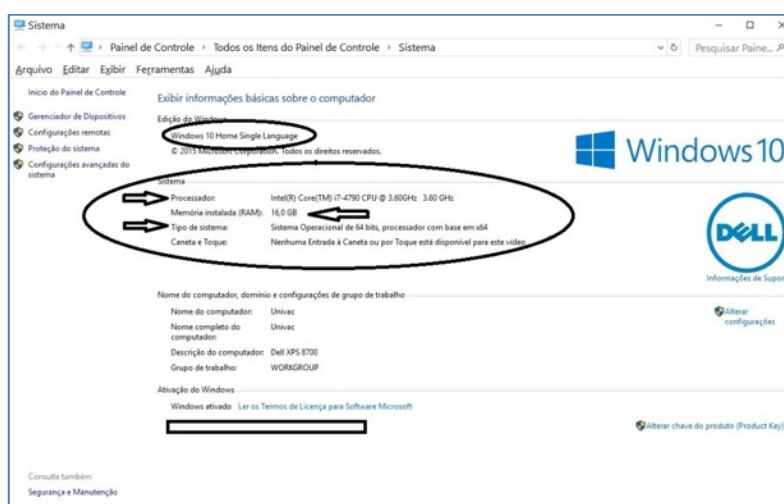 Sistema
Painel de Controle › Todos os Itens do Painel de Controle › Sistema
Pesquisar Paine...
Arquivo Editar Exibir Ferramentas Ajuda
Início do Painel de Controle
Gerenciador de Dispositivos
Configurações remotas
Proteção do sistema
Configurações avançadas do
sistema
Exibir informações básicas sobre o computador
Edição do Windows
Windows 10 Home Single Language
© 2015 Microsoft Corporation. Todos os direitos reservados.
Windows 10
Sistema
Processador: Intel(R) Core(TM) i7-4790 CPU @ 3.60GHz 3.60 GHz
Memória instalada (RAM): 16,0 GB
Tipo de sistema: Sistema Operacional de 64 bits, processador com base em x64
Caneta e Toque: Nenhuma Entrada à Caneta ou por Toque está disponível para este vídeo
DELL
Informações de Supor
Nome do computador, domínio e configurações de grupo de trabalho
Nome do computador: Univac
Nome completo do
computador: Univac
Descrição do computador: Dell XPS 8700
Grupo de trabalho: WORKGROUP
Alterar
configurações
Ativação do Windows
Windows ativado Ler os Termos de Licença para Software Microsoft
Alterar chave do produto (Product Key)
Consulte também
Segurança e Manutenção